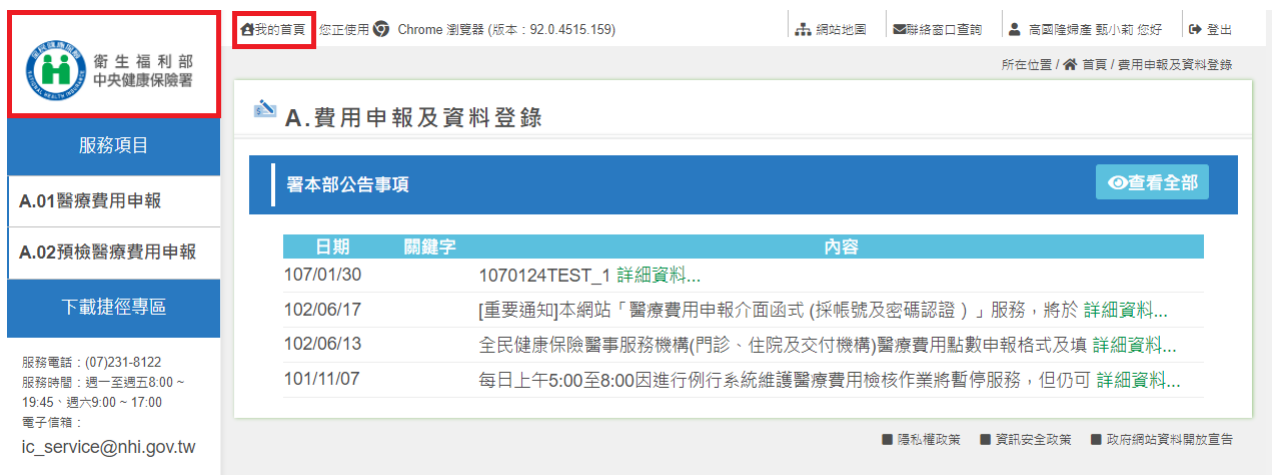 我的首頁 您正使用 Chrome 瀏覽器 (版本：92.0.4515.159) 網站地圖 聯絡窗口查詢 高國隆婦產 甄小莉 您好 登出
衛生福利部
中央健康保險署
所在位置 / 首頁 / 費用申報及資料登錄
A.費用申報及資料登錄
服務項目
A.01醫療費用申報
A.02預檢醫療費用申報
下載捷徑專區
服務電話：(07)231-8122
服務時間：週一至週五8:00 ~
19:45、週六9:00 ~ 17:00
電子信箱：
ic_service@nhi.gov.tw
署本部公告事項 查看全部
日期 關鍵字 內容
107/01/30 1070124TEST_1 詳細資料...
102/06/17 [重要通知]本網站「醫療費用申報介面函式 (採帳號及密碼認證 ) 」服務，將於 詳細資料...
102/06/13 全民健康保險醫事服務機構(門診、住院及交付機構)醫療費用點數申報格式及填 詳細資料...
101/11/07 每日上午5:00至8:00因進行例行系統維護醫療費用檢核作業將暫停服務，但仍可 詳細資料...
隱私權政策 資訊安全政策 政府網站資料開放宣告